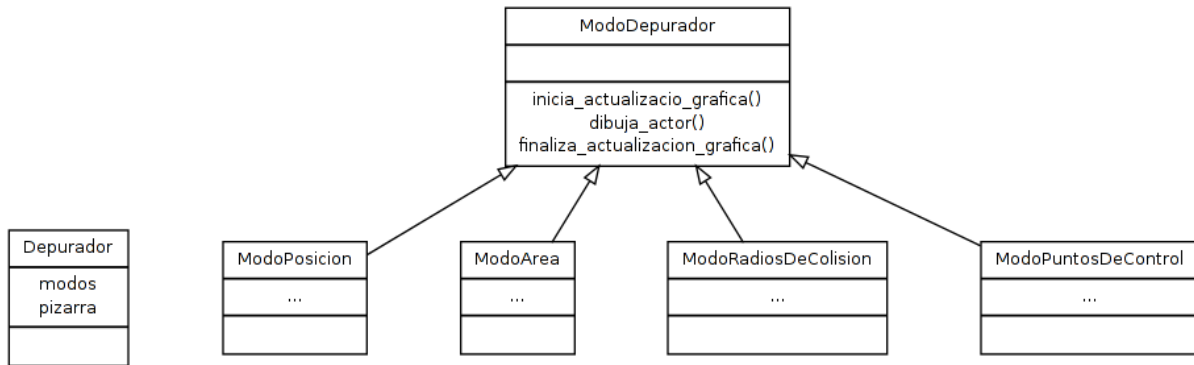 ModoDepurador
inicia_actualizacio_grafica()
dibuja_actor()
finaliza_actualizacion_grafica()
Depurador
modos
pizarra
ModoPosicion
...
ModoArea
...
ModoRadiosDeColision
...
ModoPuntosDeControl
...